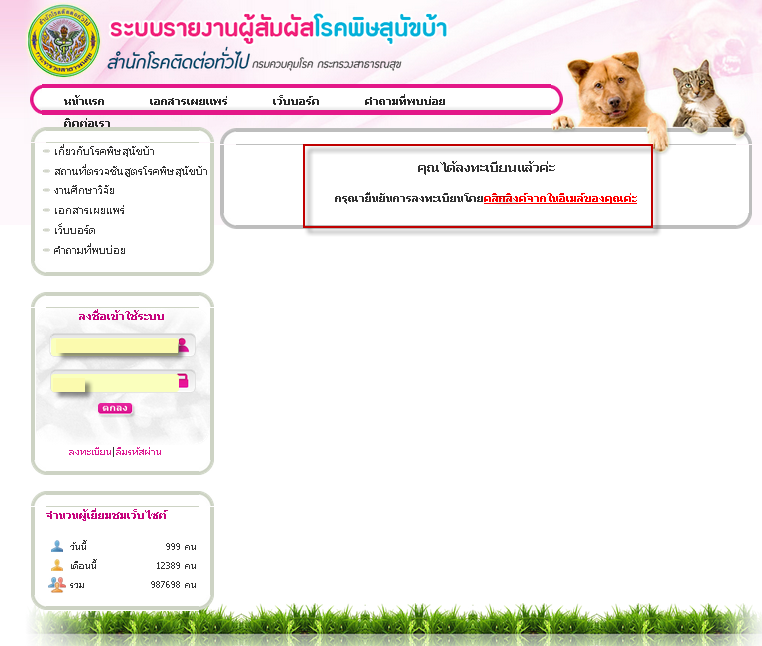 ระบบรายงานผู้สัมผัสโรคพิษสุนัขบ้า
สำนักโรคติดต่อทั่วไป กรมควบคุมโรค กระทรวงสาธารณสุข
หน้าแรก เอกสารเผยแพร่ เว็บบอร์ด คำถามที่พบบ่อย
ติดต่อเรา
เกี่ยวกับโรคพิษสุนัขบ้า
สถานที่ตรวจชันสูตรโรคพิษสุนัขบ้า
งานศึกษาวิจัย
เอกสารเผยแพร่
เว็บบอร์ด
คำถามที่พบบ่อย
คุณได้ลงทะเบียนแล้วค่ะ
กรุณายืนยันการลงทะเบียนโดยคลิกลิงค์จากในอีเมล์ของคุณค่ะ
ลงชื่อเข้าใช้ระบบ
ตกลง
ลงทะเบียน|ลืมรหัสผ่าน
จำนวนผู้เยี่ยมชมเว็บไซต์
วันนี้ 999 คน
เดือนนี้ 12389 คน
รวม 987698 คน